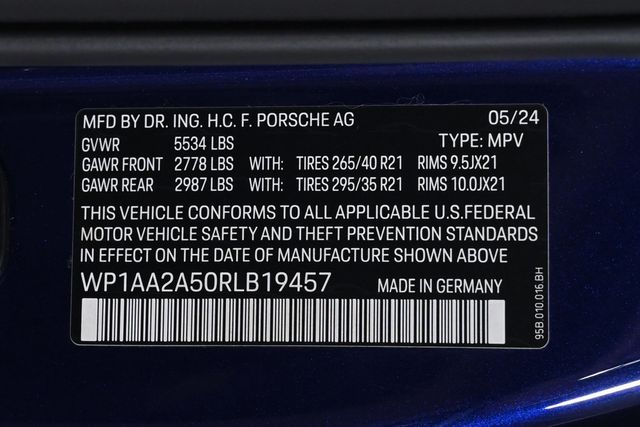 MFD BY DR. ING. H.C. F. PORSCHE AG 05/24
GVWR 5534 LBS TYPE: MPV
GAWR FRONT 2778 LBS WITH: TIRES 265/40 R21 RIMS 9.5JX21
GAWR REAR 2987 LBS WITH: TIRES 295/35 R21 RIMS 10.0JX21
THIS VEHICLE CONFORMS TO ALL APPLICABLE U.S.FEDERAL
MOTOR VEHICLE SAFETY AND THEFT PREVENTION STANDARDS
IN EFFECT ON THE DATE OF MANUFACTURE SHOWN ABOVE
WP1AA2A50RLB19457 MADE IN GERMANY
95B.010.016.BH